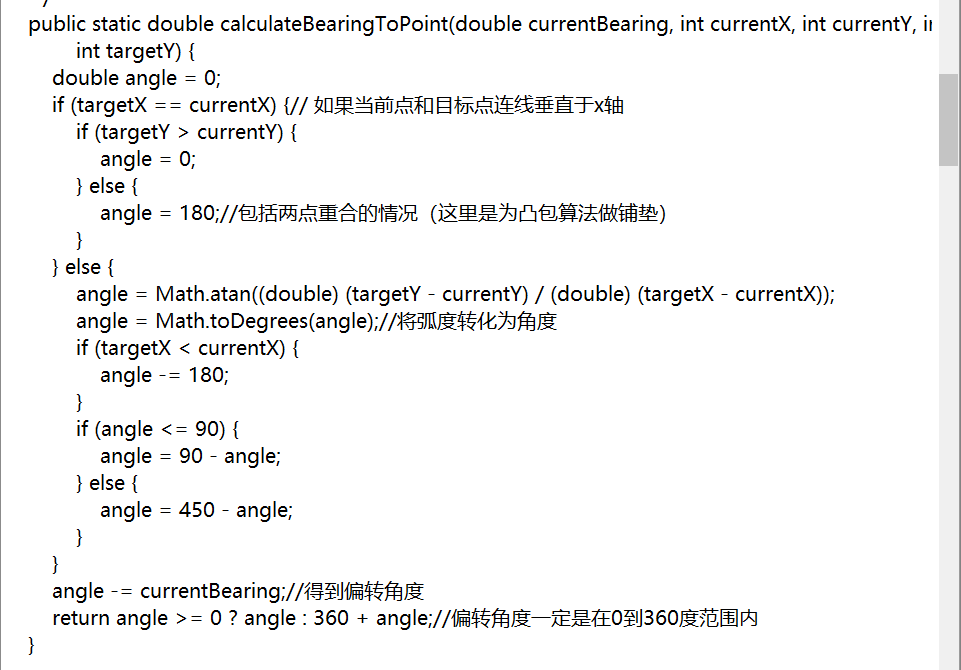 public static double calculateBearingToPoint(double currentBearing, int currentX, int currentY,
int targetY) {
double angle = 0;
if (targetX == currentX) {// 如果当前点和目标点连线垂直于x轴
if (targetY > currentY) {
angle = 0;
} else {
angle = 180;//包括两点重合的情况（这里是为凸包算法做铺垫）
}
} else {
angle = Math.atan((double) (targetY - currentY) / (double) (targetX - currentX));
angle = Math.toDegrees(angle);//将弧度转化为角度
if (targetX < currentX) {
angle -= 180;
}
if (angle <= 90) {
angle = 90 - angle;
} else {
angle = 450 - angle;
}
}
angle -= currentBearing;//得到偏转角度
return angle >= 0 ? angle : 360 + angle;//偏转角度一定是在0到360度范围内
}